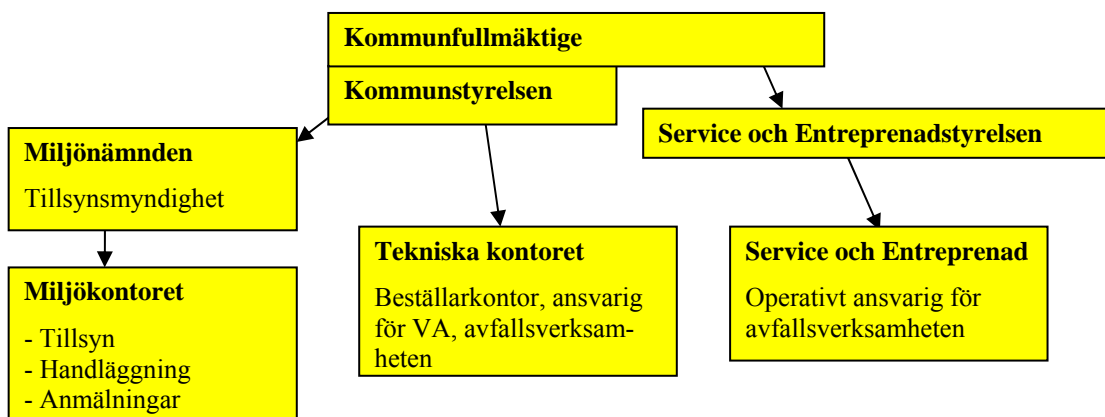 Kommunfullmäktige
Kommunstyrelsen
Service och Entreprenadstyrelsen
Miljönämnden
Tillsynsmyndighet
Tekniska kontoret
Beställarkontor, ansvarig
för VA, avfallsverksam-
heten
Service och Entreprenad
Operativt ansvarig för
avfallsverksamheten
Miljökontoret
- Tillsyn
- Handläggning
- Anmälningar